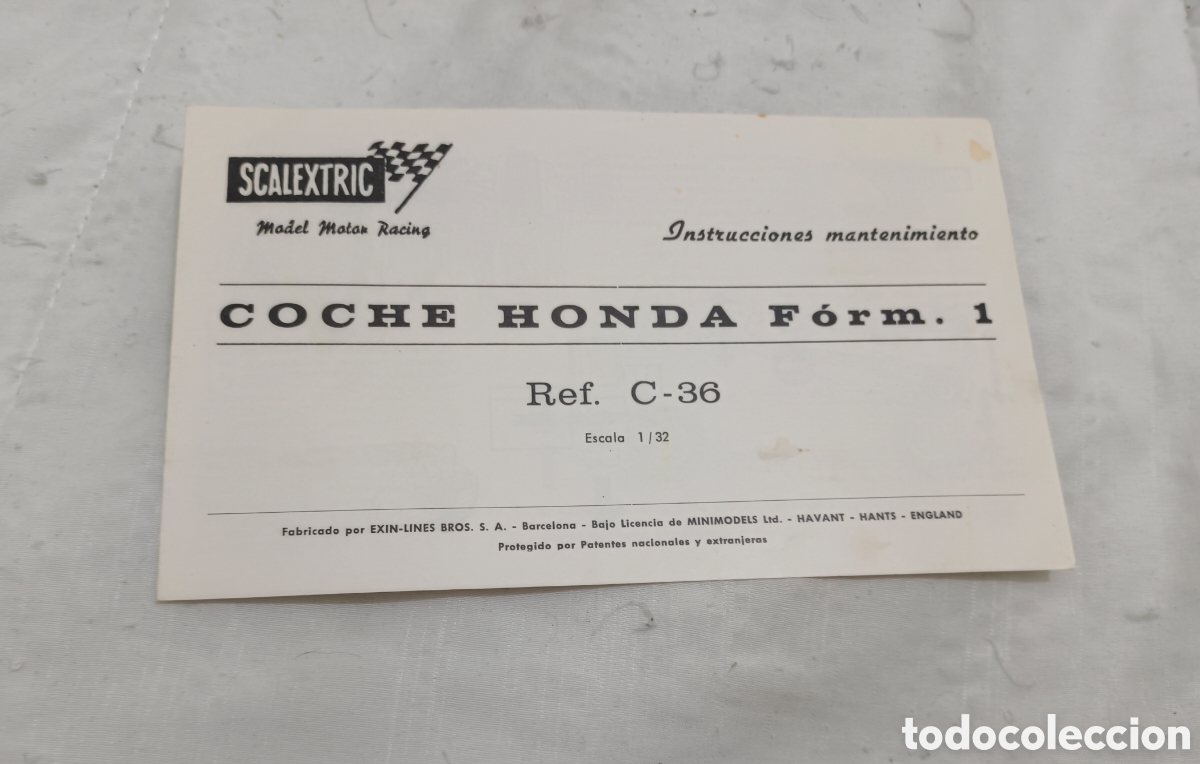 SCALEXTRIC
Model Motor Racing
Instrucciones mantenimiento
COCHE HONDA Fórm. 1
Ref. C-36
Escala 1/32
Fabricado por EXIN-LINES BROS. S. A. - Barcelona - Bajo Licencia de MINIMODELS Ltd. - HAVANT - HANTS - ENGLAND
Protegido por Patentes nacionales y extranjeras
todocoleccion